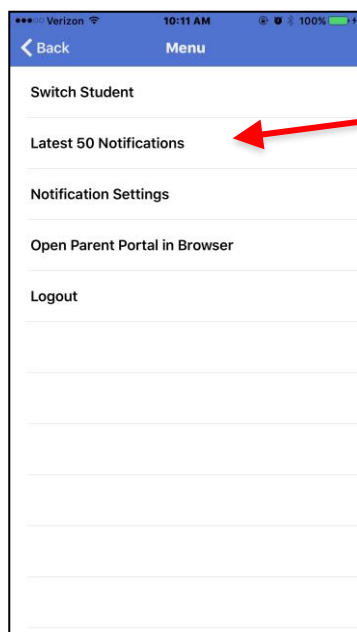 Verizon 10:11 AM 100%
Back Menu
Switch Student
Latest 50 Notifications
Notification Settings
Open Parent Portal in Browser
Logout